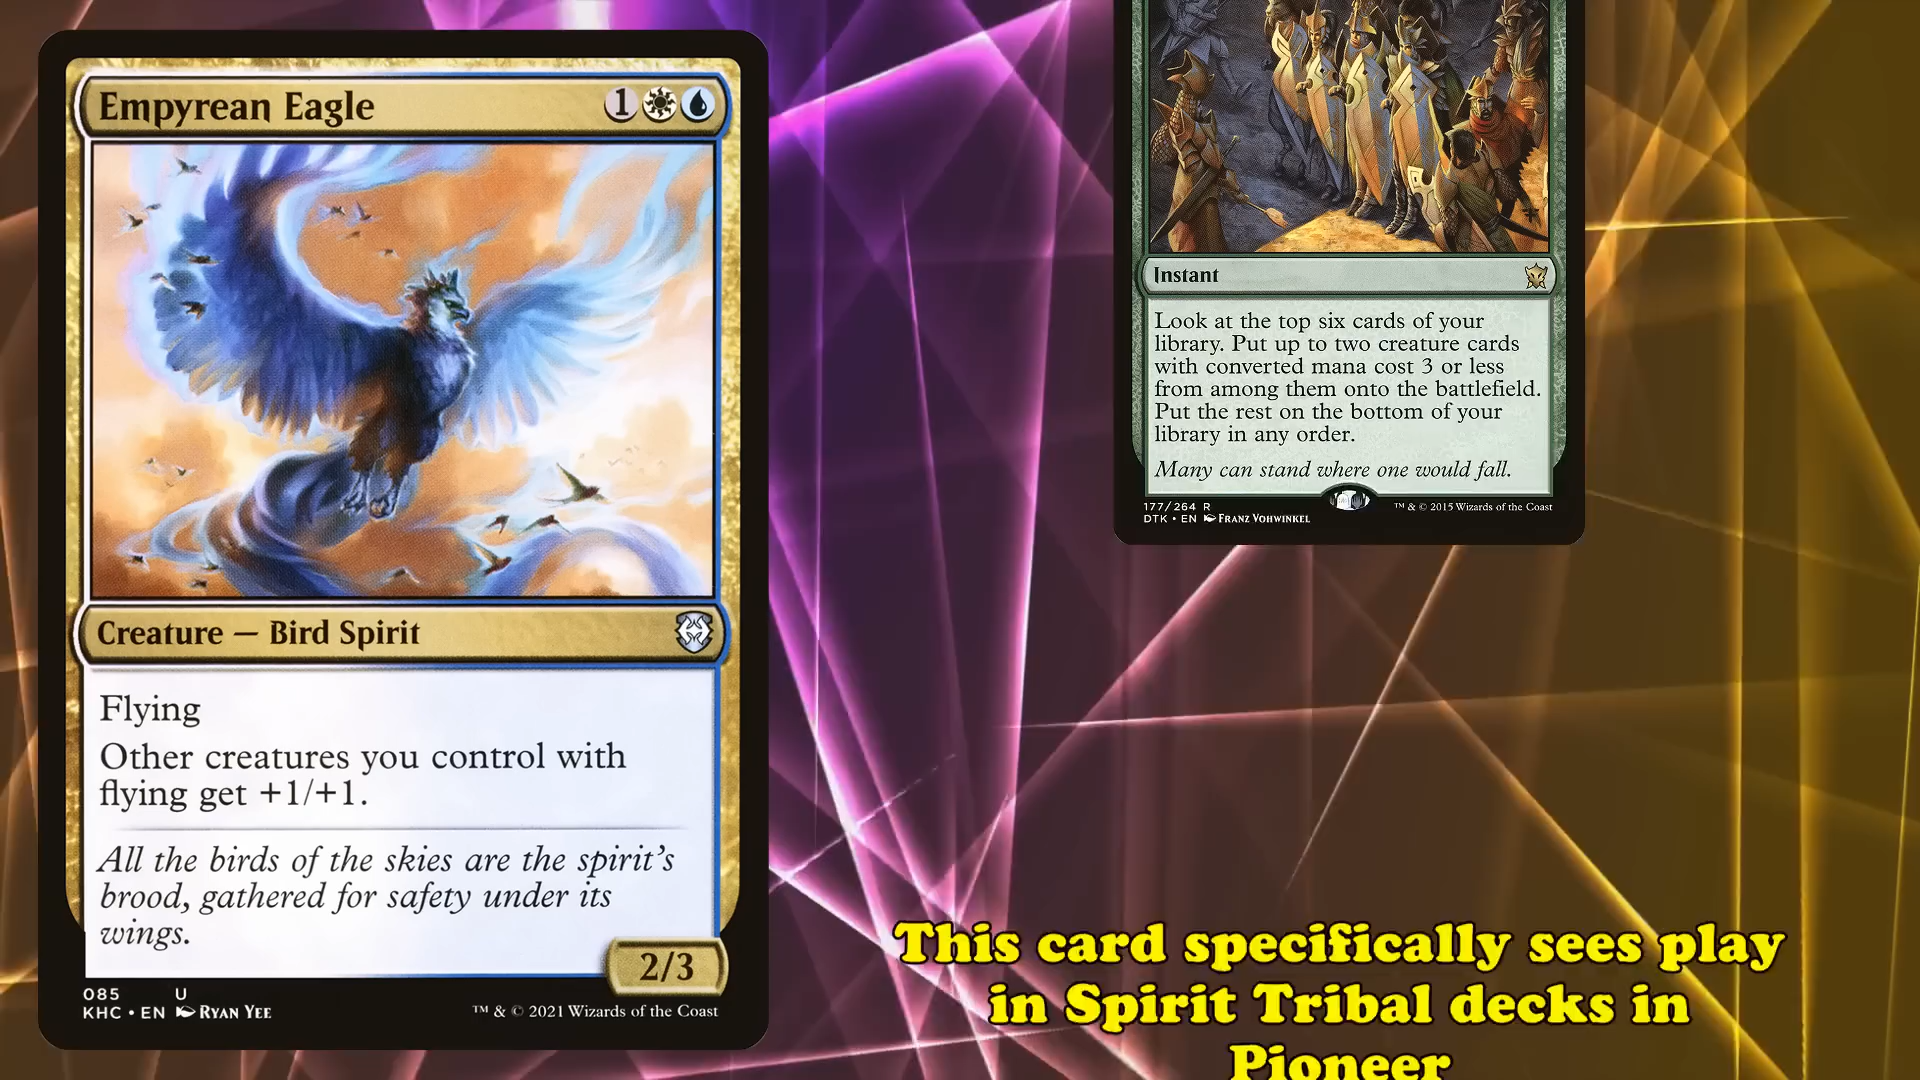 Empyrean Eagle
1
Creature — Bird Spirit
Flying
Other creatures you control with
flying get +1/+1.
All the birds of the skies are the spirit's
brood, gathered for safety under its
wings.
2/3
085 U
KHC • EN Ryan Yee
™ & © 2021 Wizards of the Coast
Instant
Look at the top six cards of your
library. Put up to two creature cards
with converted mana cost 3 or less
from among them onto the battlefield.
Put the rest on the bottom of your
library in any order.
Many can stand where one would fall.
177/264 R
DTK • EN Franz Vohwinkel
™ & © 2015 Wizards of the Coast
This card specifically sees play
in Spirit Tribal decks in
Pioneer